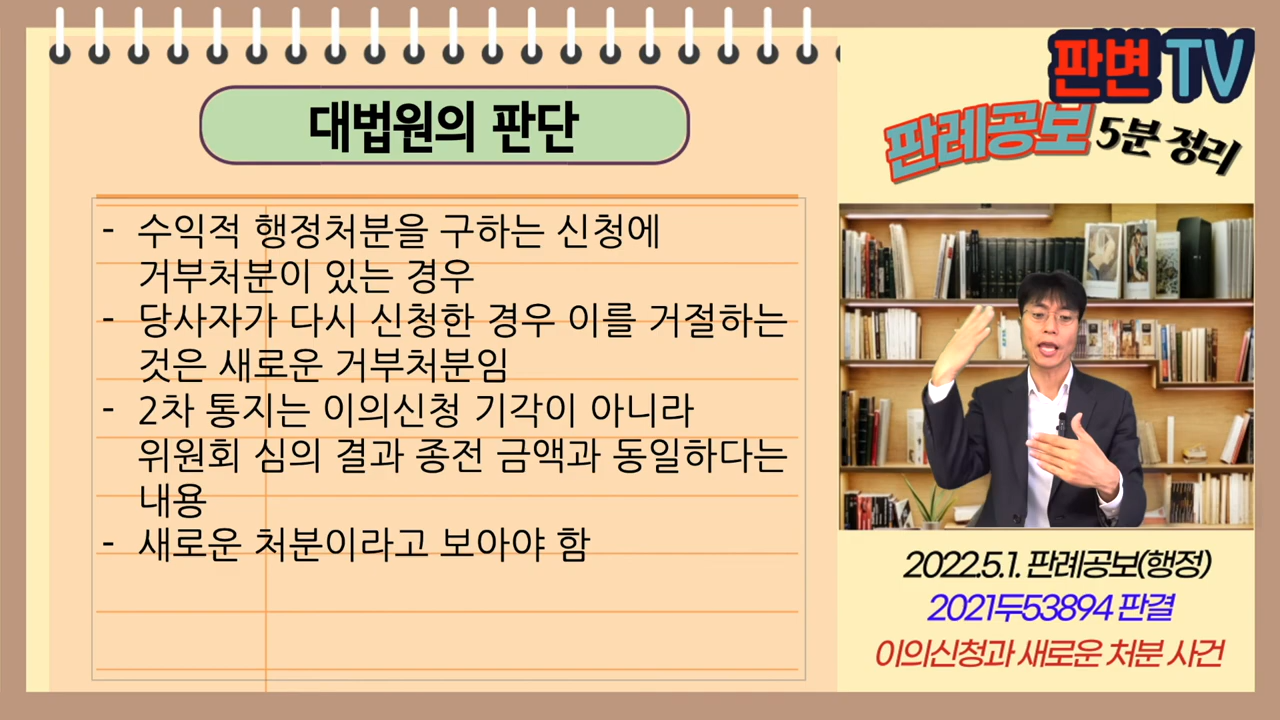 대법원의 판단
- 수익적 행정처분을 구하는 신청에
거부처분이 있는 경우
- 당사자가 다시 신청한 경우 이를 거절하는
것은 새로운 거부처분임
- 2차 통지는 이의신청 기각이 아니라
위원회 심의 결과 종전 금액과 동일하다는
내용
- 새로운 처분이라고 보아야 함
판변 TV
판례공보 5분 정리
2022.5.1. 판례공보(행정)
2021두53894 판결
이의신청과 새로운 처분 사건